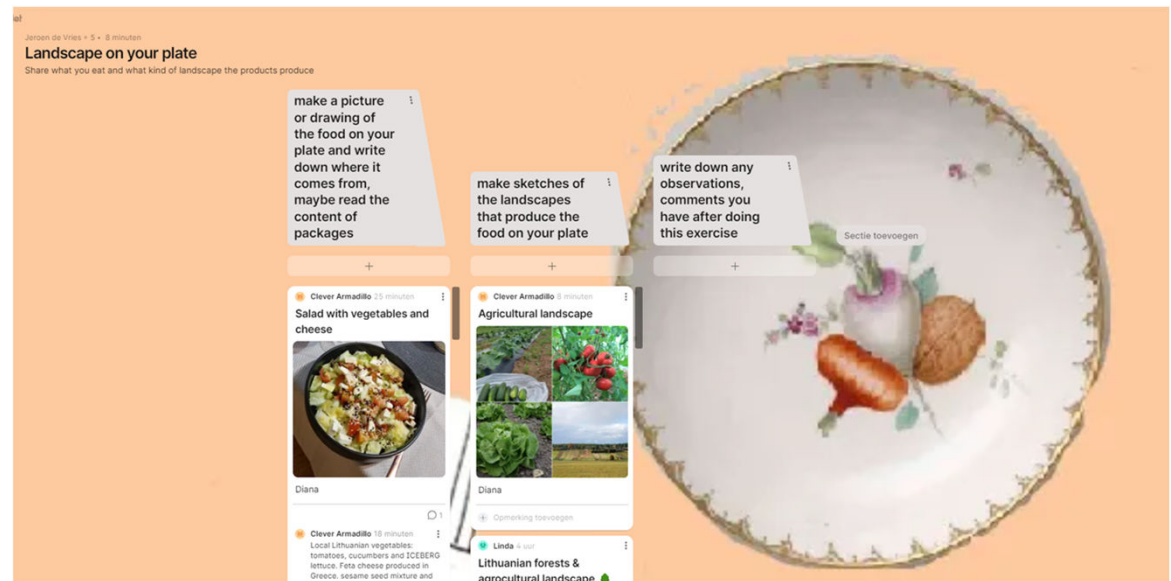 Jeroen de Vries + 5 • 8 minuten
Landscape on your plate
Share what you eat and what kind of landscape the products produce
make a picture
or drawing of
the food on your
plate and write
down where it
comes from,
maybe read the
content of
packages
make sketches of
the landscapes
that produce the
food on your plate
write down any
observations,
comments you
have after doing
this exercise
Sectie toevoegen
Clever Armadillo 25 minuten
Salad with vegetables and
cheese
Diana
1
Clever Armadillo 18 minuten
Local Lithuanian vegetables:
tomatoes, cucumbers and ICEBERG
lettuce. Feta cheese produced in
Greece, sesame seed mixture and
Clever Armadillo 8 minuten
Agricultural landscape
Diana
Opmerking toevoegen
Linda 4 uur
Lithuanian forests &
agrocultural landscape